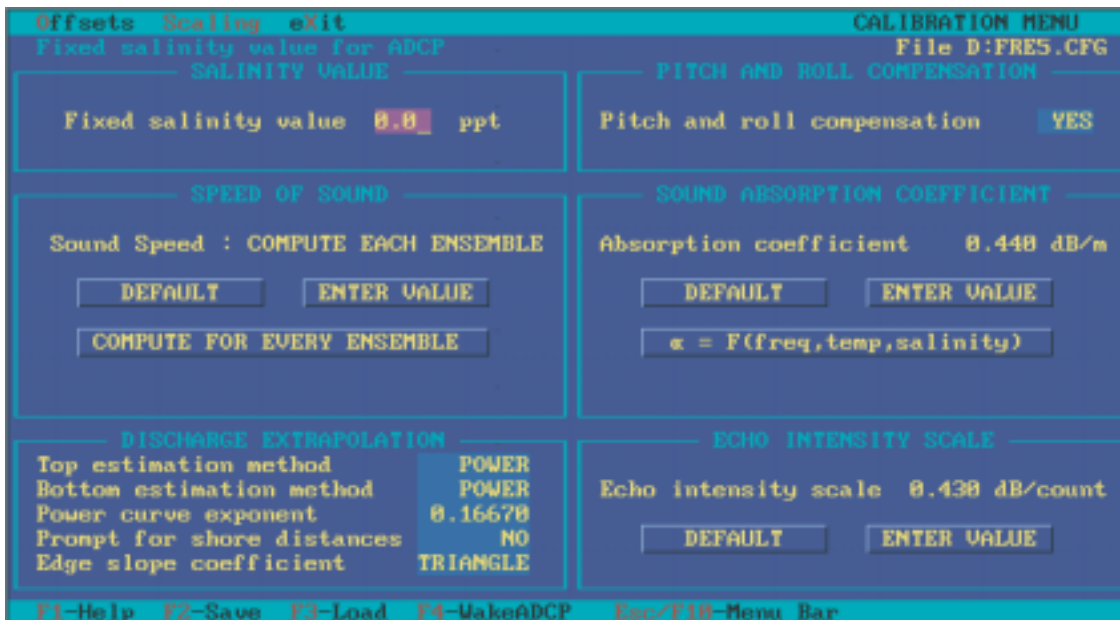 Offsets Scaling eXit CALIBRATION MENU
Fixed salinity value for ADCP File D:FRE5.CFG
SALINITY VALUE
Fixed salinity value 0.0_ ppt
PITCH AND ROLL COMPENSATION
Pitch and roll compensation YES
SPEED OF SOUND
Sound Speed : COMPUTE EACH ENSEMBLE
DEFAULT ENTER VALUE
COMPUTE FOR EVERY ENSEMBLE
SOUND ABSORPTION COEFFICIENT
Absorption coefficient 0.440 dB/m
DEFAULT ENTER VALUE
α = F(freq,temp,salinity)
DISCHARGE EXTRAPOLATION
Top estimation method POWER
Bottom estimation method POWER
Power curve exponent 0.16670
Prompt for shore distances NO
Edge slope coefficient TRIANGLE
ECHO INTENSITY SCALE
Echo intensity scale 0.430 dB/count
DEFAULT ENTER VALUE
F1-Help F2-Save F3-Load F4-WakeADCP Esc/F10-Menu Bar